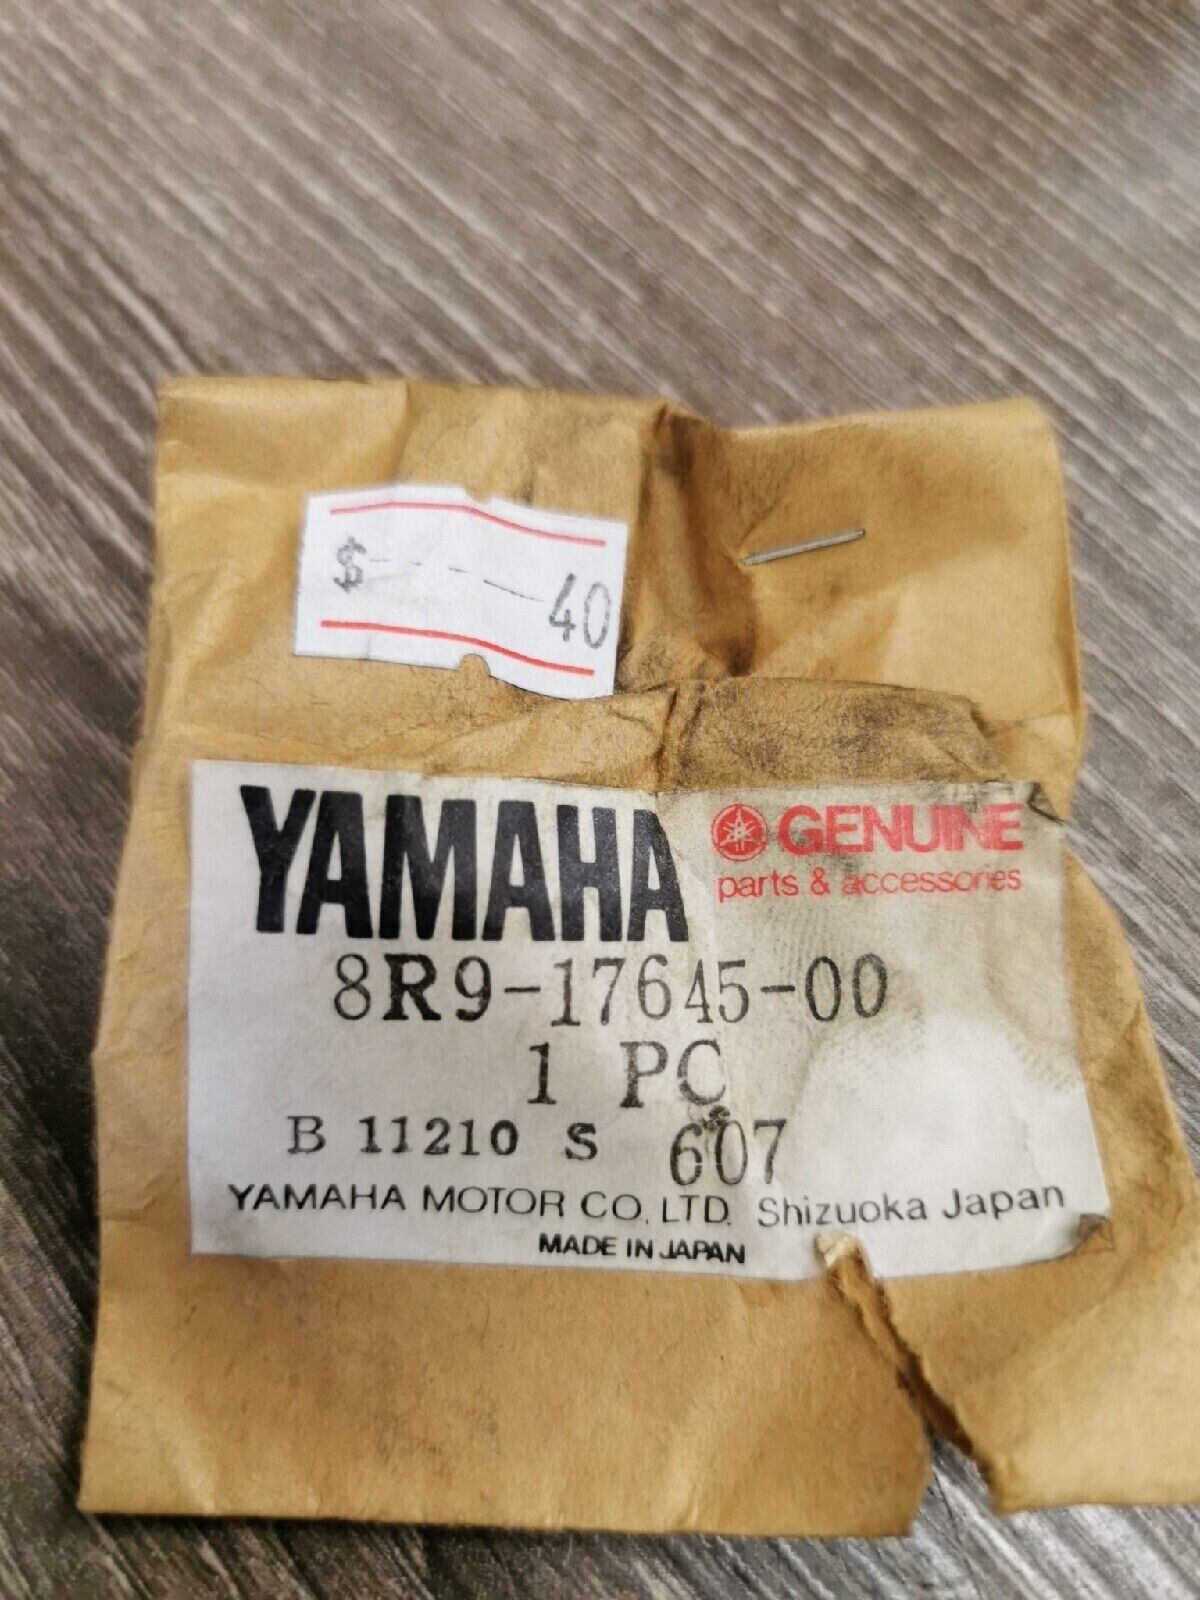 $-----40
YAMAHA
GENUINE
parts & accessories
8R9-17645-00
1 PC
B 11210 S 607
YAMAHA MOTOR CO., LTD. Shizuoka Japan
MADE IN JAPAN